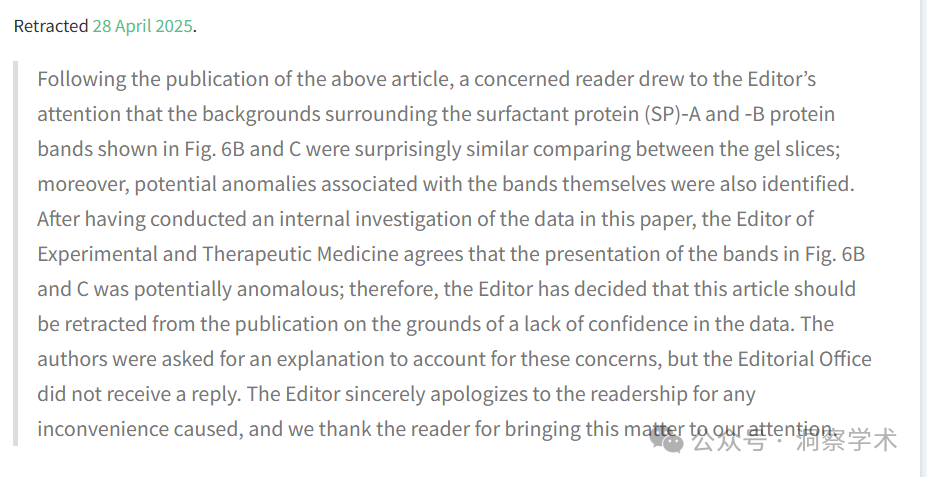 Retracted 28 April 2025.
Following the publication of the above article, a concerned reader drew to the Editor's
attention that the backgrounds surrounding the surfactant protein (SP)-A and -B protein
bands shown in Fig. 6B and C were surprisingly similar comparing between the gel slices;
moreover, potential anomalies associated with the bands themselves were also identified.
After having conducted an internal investigation of the data in this paper, the Editor of
Experimental and Therapeutic Medicine agrees that the presentation of the bands in Fig. 6B
and C was potentially anomalous; therefore, the Editor has decided that this article should
be retracted from the publication on the grounds of a lack of confidence in the data. The
authors were asked for an explanation to account for these concerns, but the Editorial Office
did not receive a reply. The Editor sincerely apologizes to the readership for any
inconvenience caused, and we thank the reader for bringing this matter to our attention.
公众号 · 洞察学术